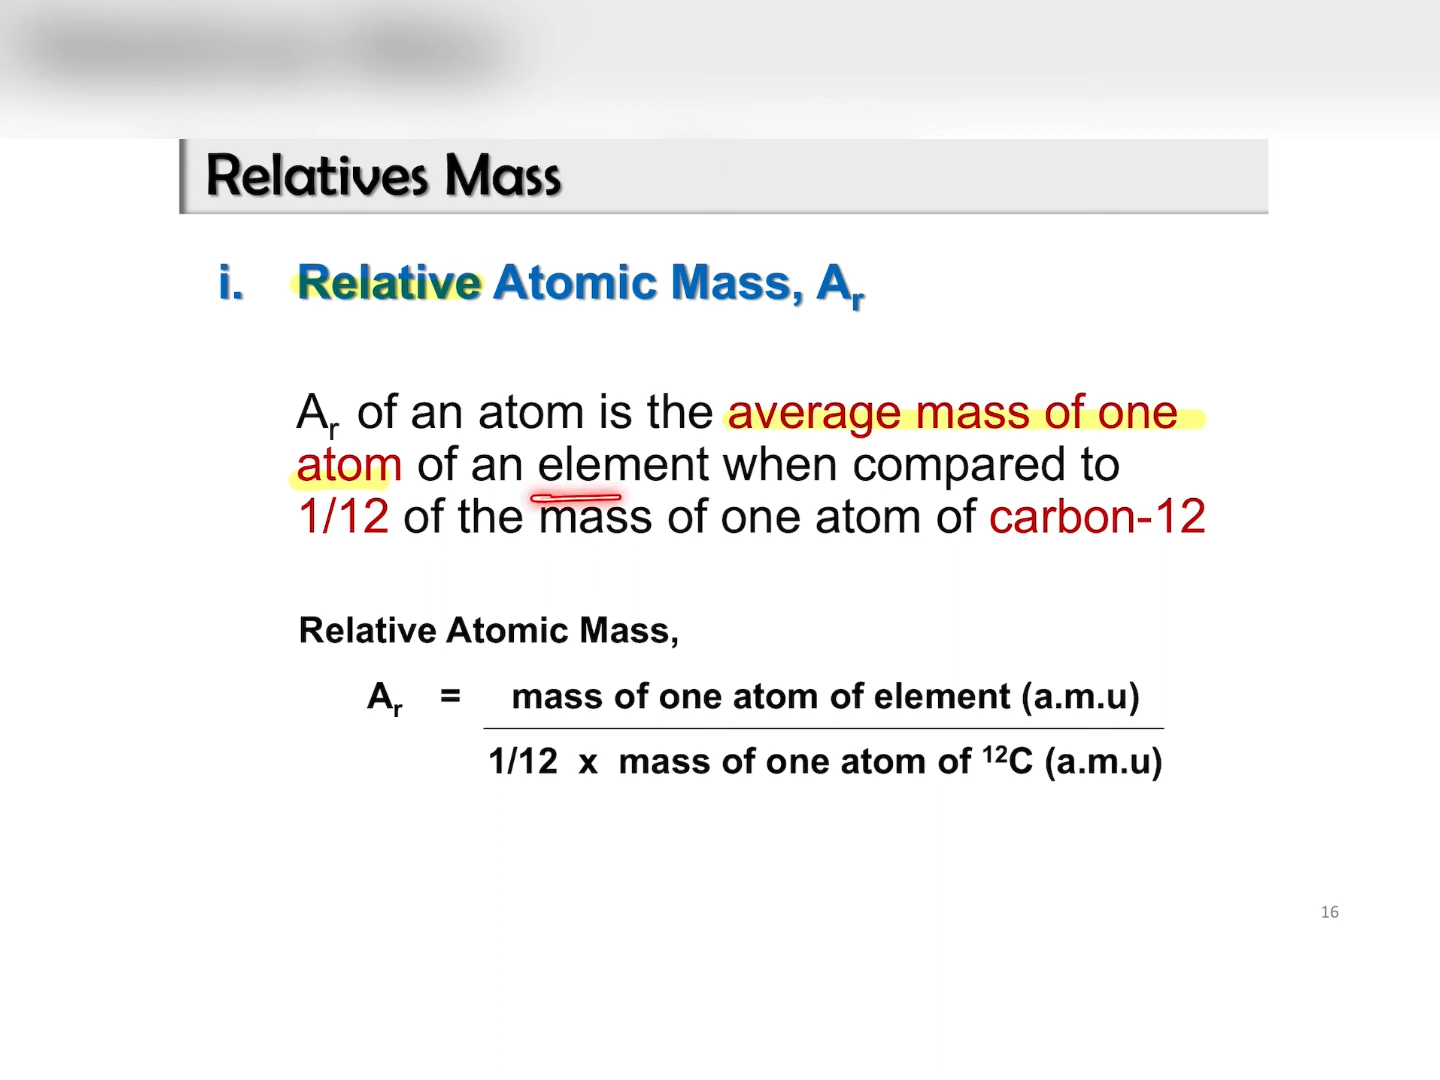 Relatives Mass
i. Relative Atomic Mass, Ar
Ar of an atom is the average mass of one
atom of an element when compared to
1/12 of the mass of one atom of carbon-12
Relative Atomic Mass,
Ar = mass of one atom of element (a.m.u)
1/12 x mass of one atom of ¹²C (a.m.u)
16